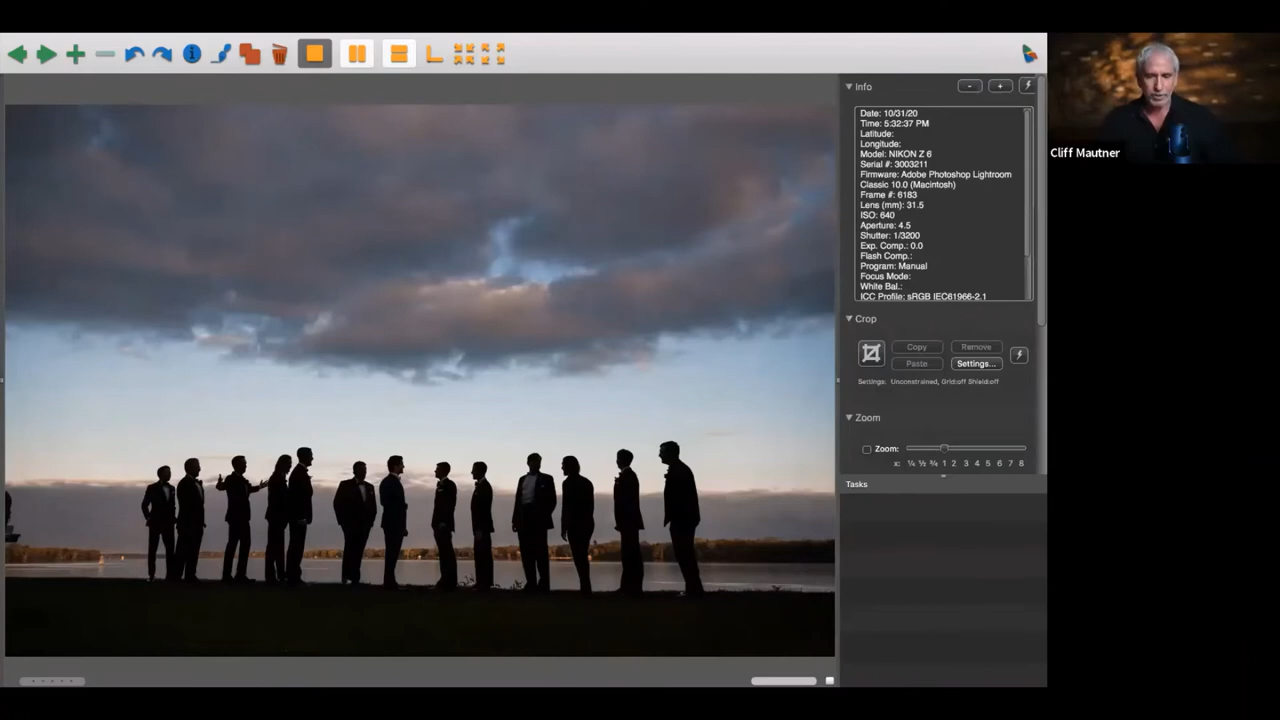 Info
-
+
Date: 10/31/20
Time: 5:32:37 PM
Latitude:
Longitude:
Model: NIKON Z 6
Serial #: 3003211
Firmware: Adobe Photoshop Lightroom
Classic 10.0 (Macintosh)
Frame #: 6183
Lens (mm): 31.5
ISO: 640
Aperture: 4.5
Shutter: 1/3200
Exp. Comp.: 0.0
Flash Comp.:
Program: Manual
Focus Mode:
White Bal.:
ICC Profile: sRGB IEC61966-2.1
Crop
Copy
Remove
Paste
Settings...
Settings: Unconstrained, Grid:off Shield:off
Zoom
Zoom:
x: ¼ ½ ¾ 1 2 3 4 5 6 7 8
Tasks
Cliff Mautner